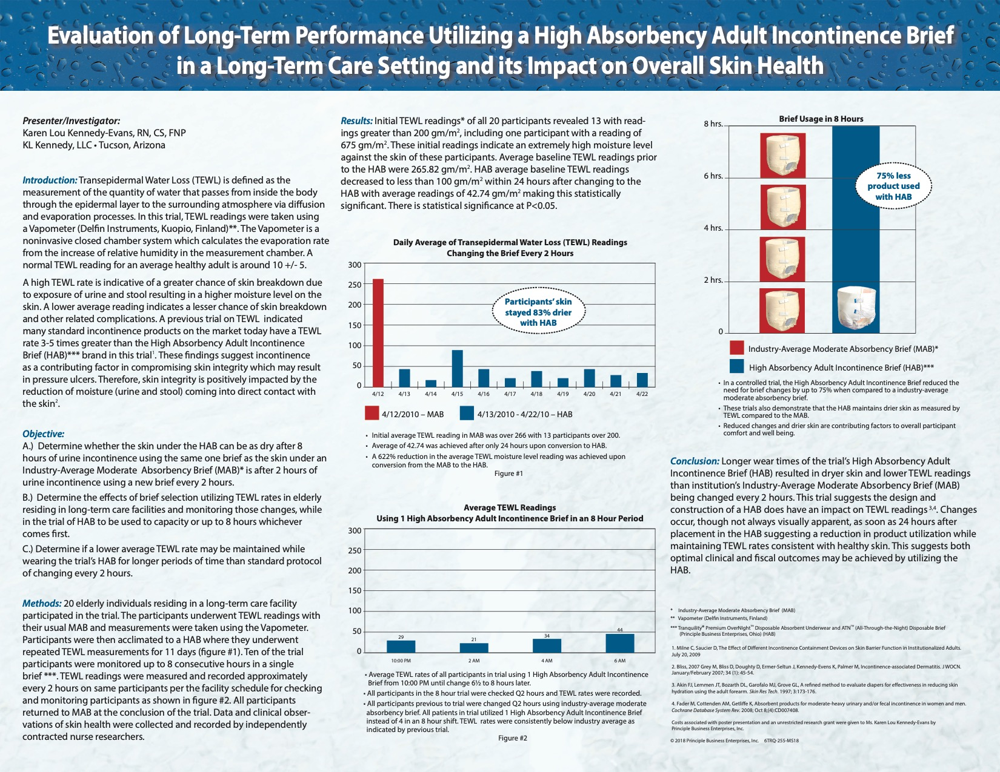 Evaluation of Long-Term Performance Utilizing a High Absorbency Adult Incontinence Brief
in a Long-Term Care Setting and its Impact on Overall Skin Health
Presenter/Investigator:
Karen Lou Kennedy-Evans, RN, CS, FNP
KL Kennedy, LLC • Tucson, Arizona
Introduction: Transepidermal Water Loss (TEWL) is defined as the
measurement of the quantity of water that passes from inside the body
through the epidermal layer to the surrounding atmosphere via diffusion
and evaporation processes. In this trial, TEWL readings were taken using
a Vapometer (Delfin Instruments, Kuopio, Finland)**. The Vapometer is a
noninvasive closed chamber system which calculates the evaporation rate
from the increase of relative humidity in the measurement chamber. A
normal TEWL reading for an average healthy adult is around 10 +/- 5.
A high TEWL rate is indicative of a greater chance of skin breakdown due
to exposure of urine and stool resulting in a higher moisture level on the
skin. A lower average reading indicates a lesser chance of skin breakdown
and other related complications. A previous trial on TEWL indicated
many standard incontinence products on the market today have a TEWL
rate 3-5 times greater than the High Absorbency Adult Incontinence
Brief (HAB)*** brand in this trial¹. These findings suggest incontinence
as a contributing factor in compromising skin integrity which may result
in pressure ulcers. Therefore, skin integrity is positively impacted by the
reduction of moisture (urine and stool) coming into direct contact with
the skin².
Objective:
A.) Determine whether the skin under the HAB can be as dry after 8
hours of urine incontinence using the same one brief as the skin under an
Industry-Average Moderate Absorbency Brief (MAB)* is after 2 hours of
urine incontinence using a new brief every 2 hours.
B.) Determine the effects of brief selection utilizing TEWL rates in elderly
residing in long-term care facilities and monitoring those changes, while
in the trial of HAB to be used to capacity or up to 8 hours whichever
comes first.
C.) Determine if a lower average TEWL rate may be maintained while
wearing the trial's HAB for longer periods of time than standard protocol
of changing every 2 hours.
Methods: 20 elderly individuals residing in a long-term care facility
participated in the trial. The participants underwent TEWL readings with
their usual MAB and measurements were taken using the Vapometer.
Participants were then acclimated to a HAB where they underwent
repeated TEWL measurements for 11 days (figure #1). Ten of the trial
participants were monitored up to 8 consecutive hours in a single
brief ***. TEWL readings were measured and recorded approximately
every 2 hours on same participants per the facility schedule for checking
and monitoring participants as shown in figure #2. All participants
returned to MAB at the conclusion of the trial. Data and clinical obser-
vations of skin health were collected and recorded by independently
contracted nurse researchers.
Results: Initial TEWL readings* of all 20 participants revealed 13 with read-
ings greater than 200 gm/m², including one participant with a reading of
675 gm/m². These initial readings indicate an extremely high moisture level
against the skin of these participants. Average baseline TEWL readings prior
to the HAB were 265.82 gm/m². HAB average baseline TEWL readings
decreased to less than 100 gm/m² within 24 hours after changing to the
HAB with average readings of 42.74 gm/m² making this statistically
significant. There is statistical significance at P<0.05.
Daily Average of Transepidermal Water Loss (TEWL) Readings
Changing the Brief Every 2 Hours
300
250
200
150
100
50
0
Participants' skin
stayed 83% drier
with HAB
4/12 4/13 4/14 4/15 4/16 4/17 4/18 4/19 4/20 4/21 4/22
4/12/2010 – MAB 4/13/2010 - 4/22/10 – HAB
• Initial average TEWL reading in MAB was over 266 with 13 participants over 200.
• Average of 42.74 was achieved after only 24 hours upon conversion to HAB.
• A 622% reduction in the average TEWL moisture level reading was achieved upon
conversion from the MAB to the HAB.
Figure #1
Average TEWL Readings
Using 1 High Absorbency Adult Incontinence Brief in an 8 Hour Period
300
250
200
150
100
50
0
29 21 34 44
10:00 PM 2 AM 4 AM 6 AM
• Average TEWL rates of all participants in trial using 1 High Absorbency Adult Incontinence
Brief from 10:00 PM until change 6½ to 8 hours later.
• All participants in the 8 hour trial were checked Q2 hours and TEWL rates were recorded.
• All participants previous to trial were changed Q2 hours using industry-average moderate
absorbency brief. All patients in trial utilized 1 High Absorbency Adult Incontinence Brief
instead of 4 in an 8 hour shift. TEWL rates were consistently below industry average as
indicated by previous trial.
Figure #2
Brief Usage in 8 Hours
8 hrs.
6 hrs.
4 hrs.
2 hrs.
0
75% less
product used
with HAB
Industry-Average Moderate Absorbency Brief (MAB)*
High Absorbency Adult Incontinence Brief (HAB)***
• In a controlled trial, the High Absorbency Adult Incontinence Brief reduced the
need for brief changes by up to 75% when compared to a industry-average
moderate absorbency brief.
• These trials also demonstrate that the HAB maintains drier skin as measured by
TEWL compared to the MAB.
• Reduced changes and drier skin are contributing factors to overall participant
comfort and well being.
Conclusion: Longer wear times of the trial's High Absorbency Adult
Incontinence Brief (HAB) resulted in dryer skin and lower TEWL readings
than institution's Industry-Average Moderate Absorbency Brief (MAB)
being changed every 2 hours. This trial suggests the design and
construction of a HAB does have an impact on TEWL readings ³,⁴. Changes
occur, though not always visually apparent, as soon as 24 hours after
placement in the HAB suggesting a reduction in product utilization while
maintaining TEWL rates consistent with healthy skin. This suggests both
optimal clinical and fiscal outcomes may be achieved by utilizing the
HAB.
* Industry-Average Moderate Absorbency Brief (MAB)
** Vapometer (Delfin Instruments, Finland)
*** Tranquility® Premium OverNIght™ Disposable Absorbent Underwear and ATN™ (All-Through-the-Night) Disposable Brief
(Principle Business Enterprises, Ohio) (HAB)
1. Milne C, Saucier D, The Effect of Different Incontinence Containment Devices on Skin Barrier Function in Institutionalized Adults.
July 20, 2009
2. Bliss, 2007 Grey M, Bliss D, Doughty D, Ermer-Seltun J, Kennedy-Evens K, Palmer M, Incontinence-associated Dermatitis. J WOCN.
January/February 2007; 34 (1): 45-54.
3. Akin FJ, Lemmen JT, Bozarth DL, Garofalo MJ, Grove GL, A refined method to evaluate diapers for effectiveness in reducing skin
hydration using the adult forearm. Skin Res Tech. 1997; 3:173-176.
4. Fader M, Cottenden AM, Getliffe K, Absorbent products for moderate-heavy urinary and/or fecal incontinence in women and men.
Cochrane Database System Rev. 2008; Oct 8;(4):CD007408.
Costs associated with poster presentation and an unrestricted research grant were given to Ms. Karen Lou Kennedy-Evans by
Principle Business Enterprises, Inc.
© 2018 Principle Business Enterprises, Inc. 6TRQ-255-MS18